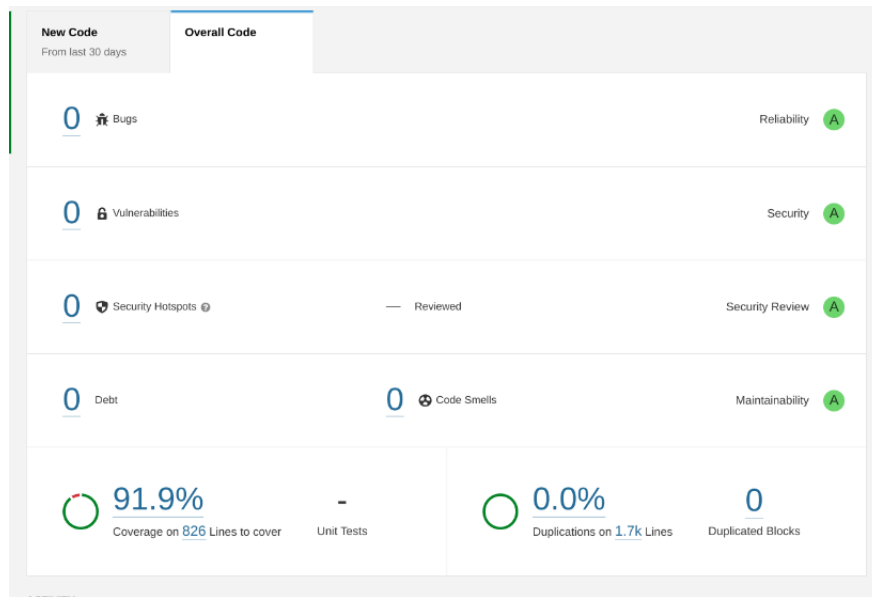 New Code
From last 30 days
Overall Code
0 Bugs
Reliability A
0 Vulnerabilities
Security A
0 Security Hotspots ?
— Reviewed
Security Review A
0 Debt
0 Code Smells
Maintainability A
91.9%
Coverage on 826 Lines to cover
-
Unit Tests
0.0%
Duplications on 1.7k Lines
0
Duplicated Blocks